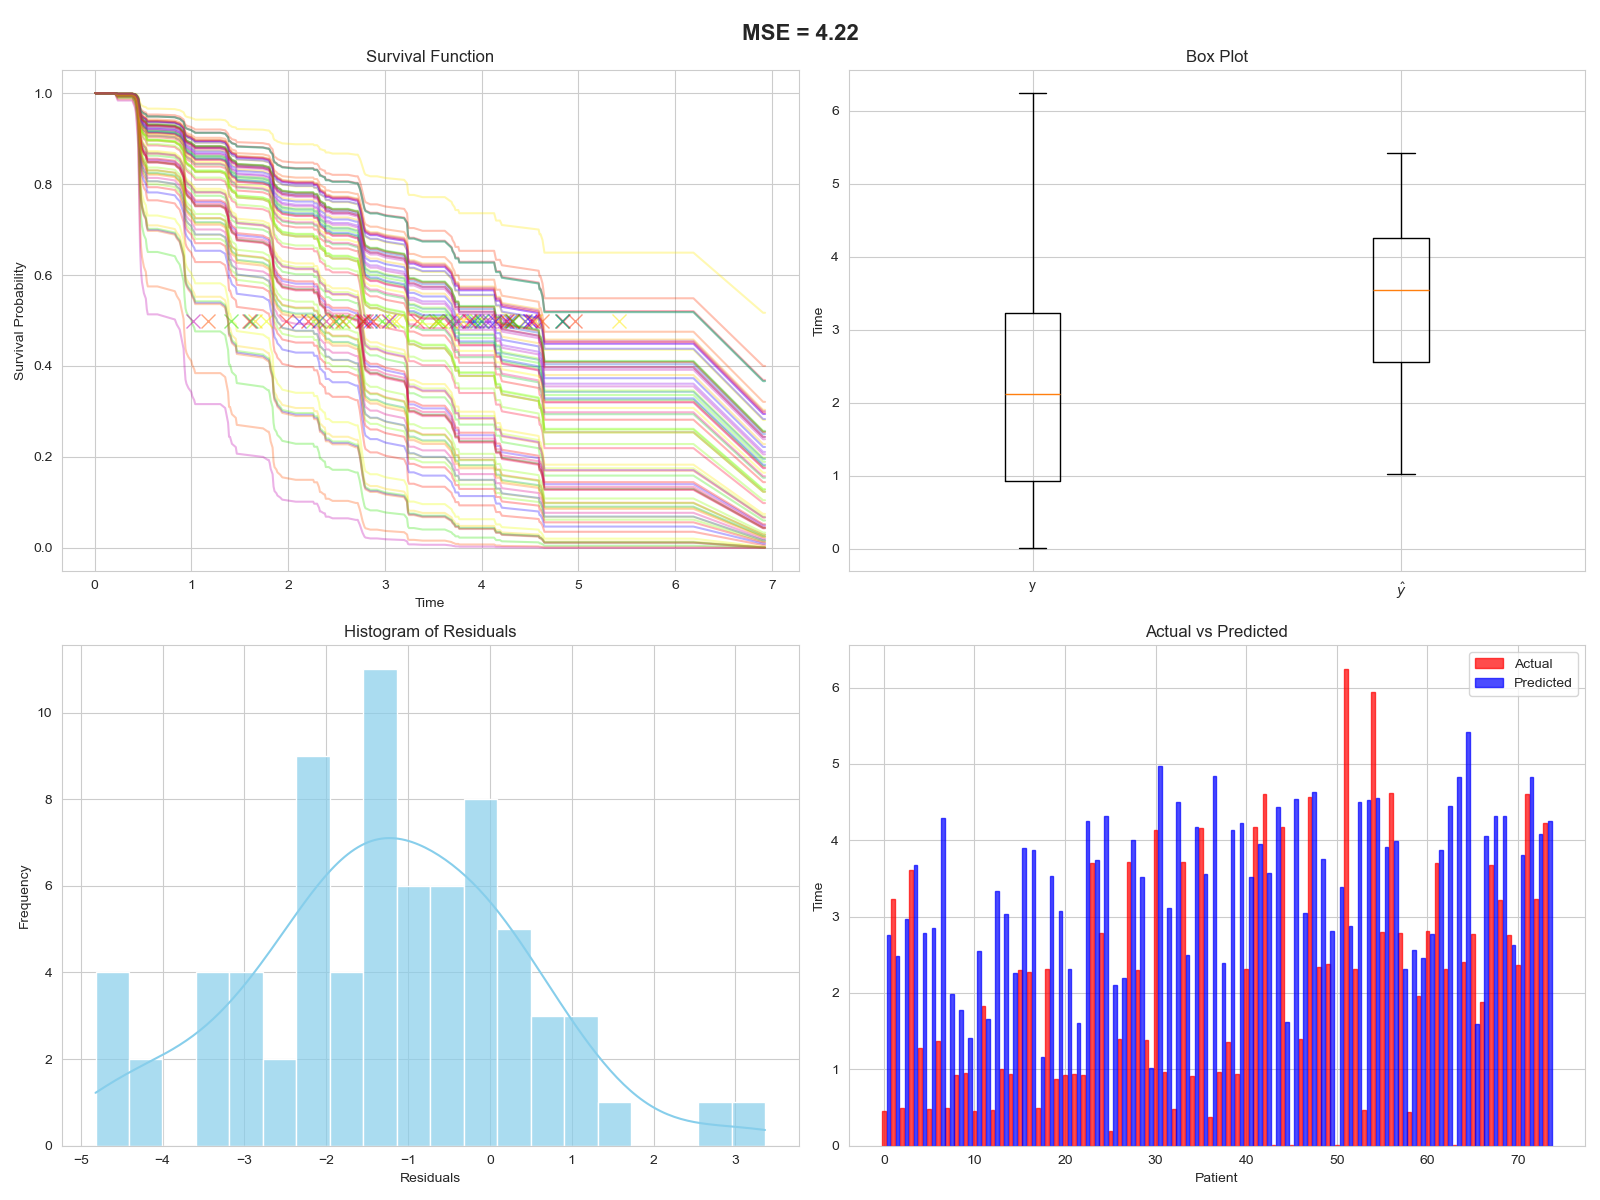 MSE = 4.22
Survival Function
Survival Probability
1.0
0.8
0.6
0.4
0.2
0.0
0 1 2 3 4 5 6 7
Time
Box Plot
Time
6
5
4
3
2
1
0
y ŷ
Histogram of Residuals
Frequency
10
8
6
4
2
0
−5 −4 −3 −2 −1 0 1 2 3
Residuals
Actual vs Predicted
Actual
Predicted
Time
6
5
4
3
2
1
0
0 10 20 30 40 50 60 70
Patient